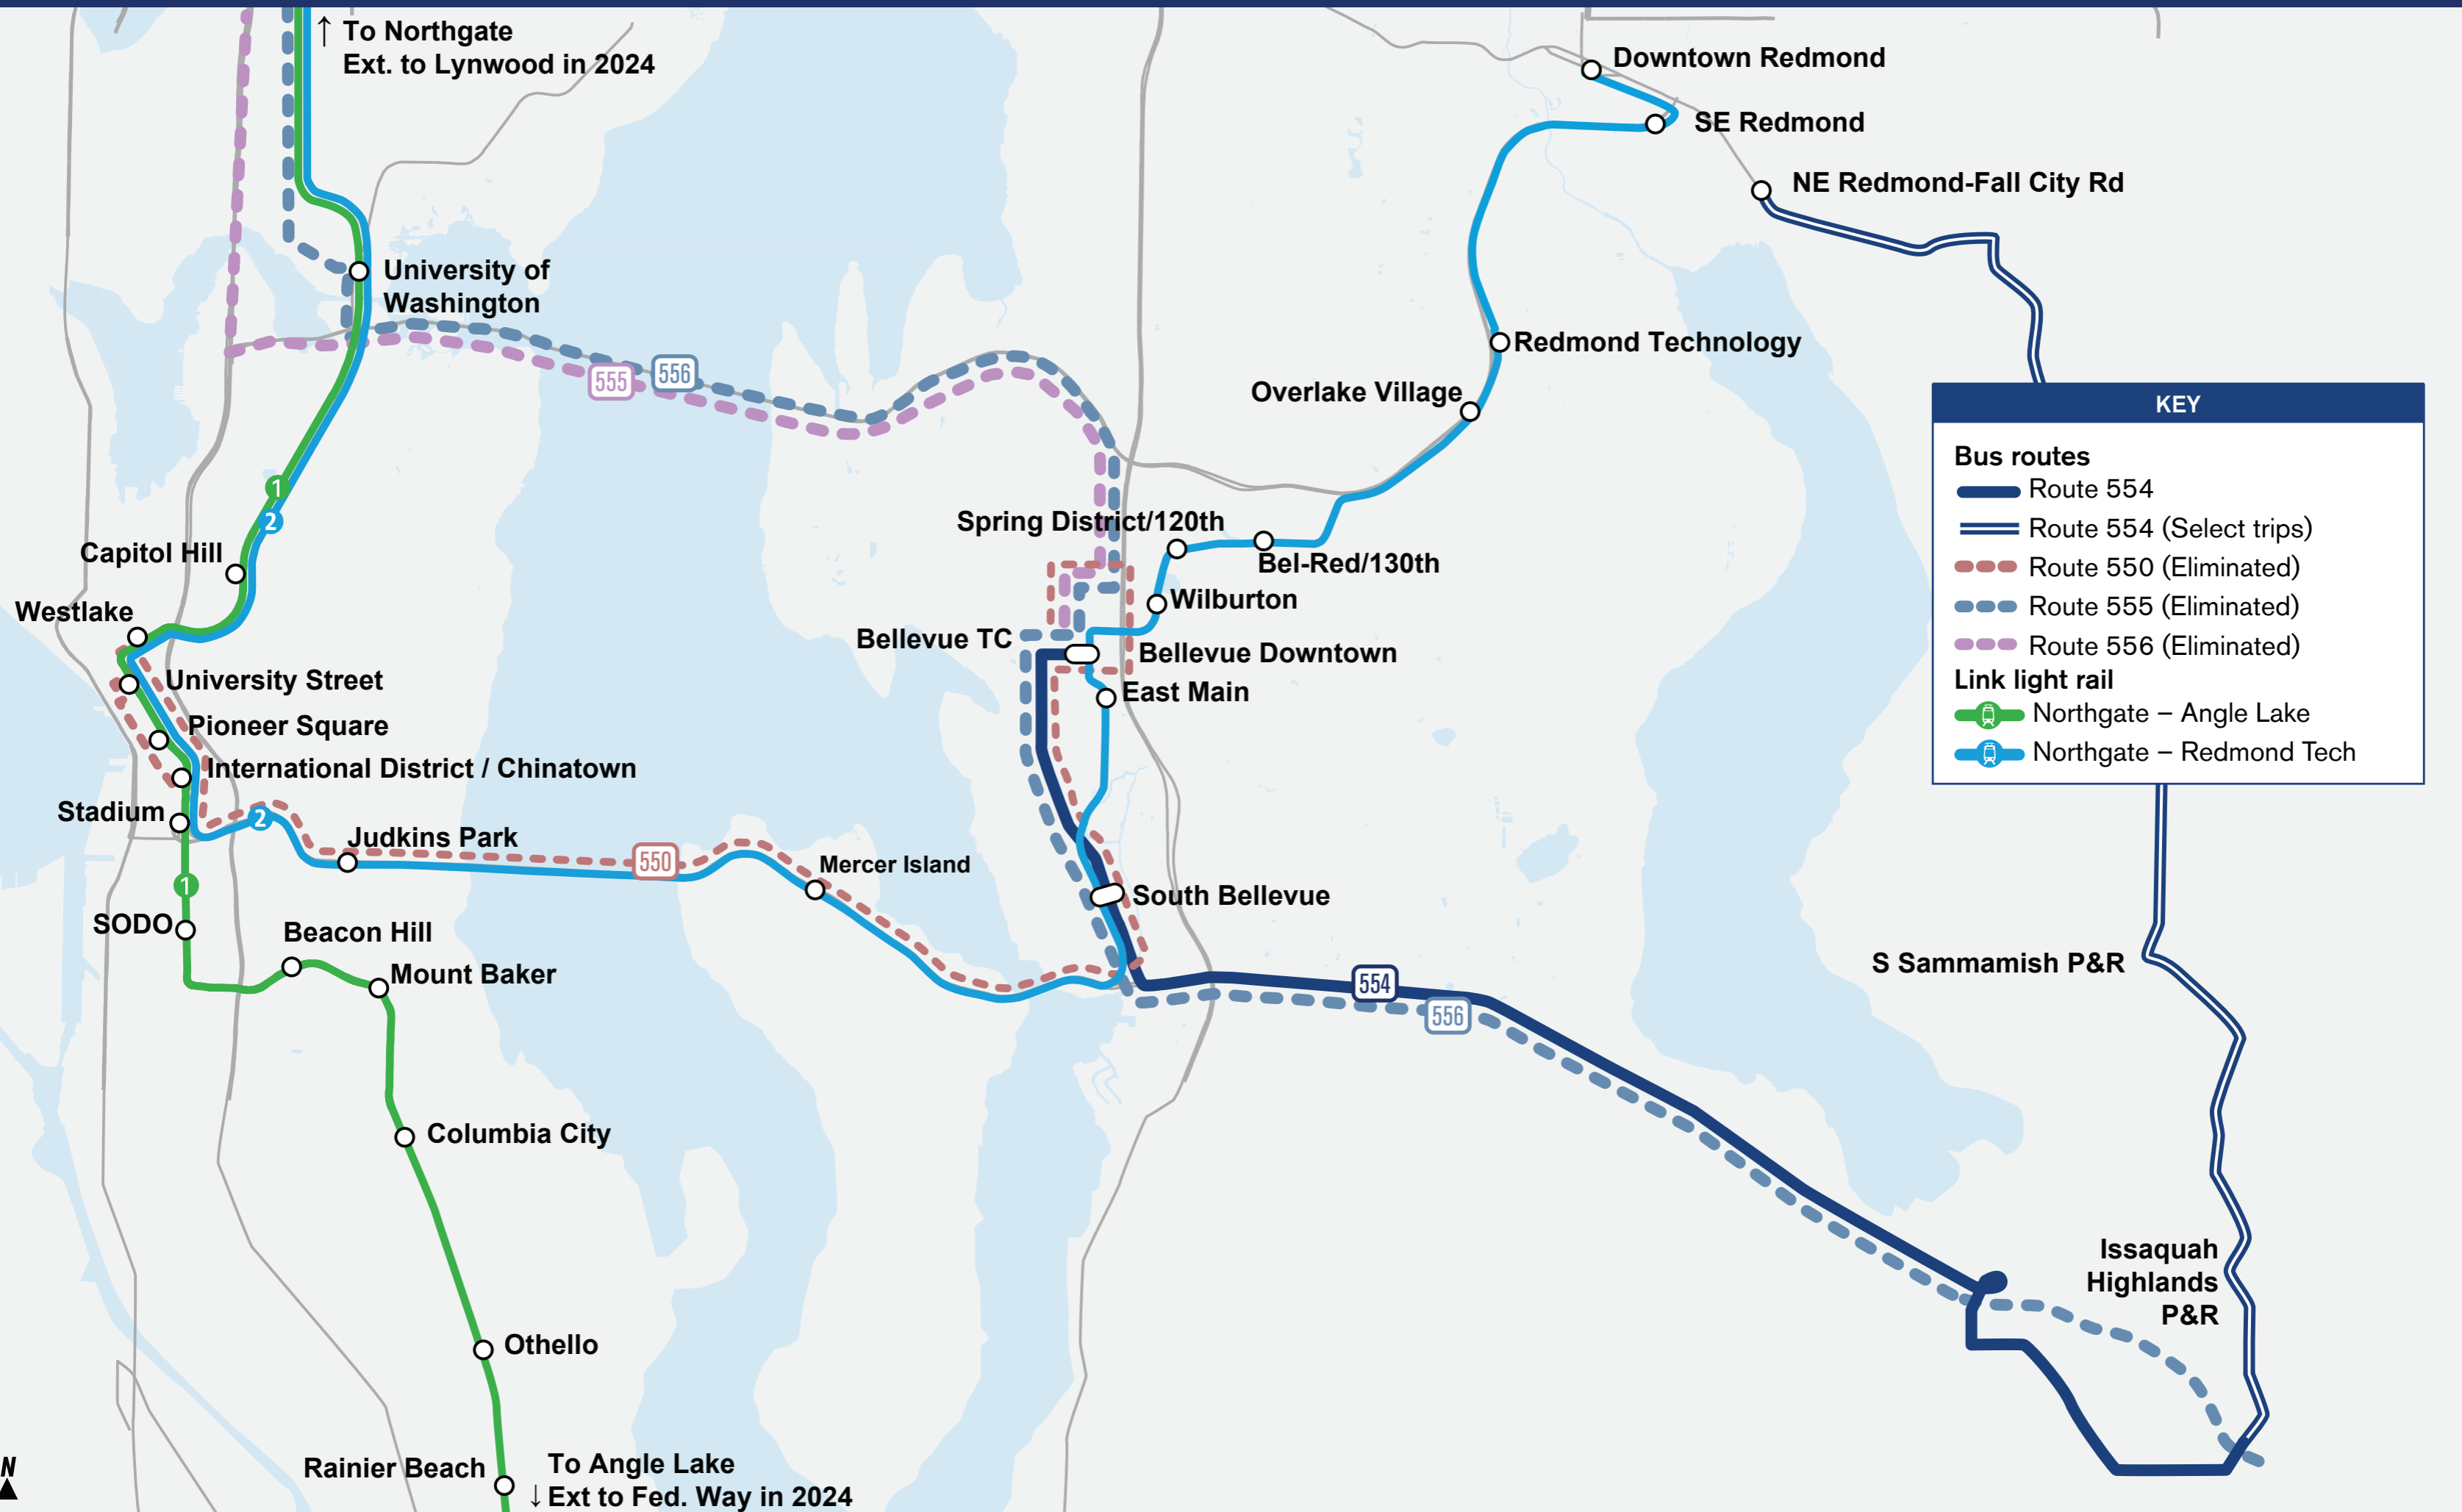 ↑ To Northgate
Ext. to Lynwood in 2024
Downtown Redmond
SE Redmond
NE Redmond-Fall City Rd
University of
Washington
Redmond Technology
555
556
Overlake Village
KEY
Bus routes
Route 554
Route 554 (Select trips)
Route 550 (Eliminated)
Route 555 (Eliminated)
Route 556 (Eliminated)
Link light rail
Northgate – Angle Lake
Northgate – Redmond Tech
1
2
Spring District/120th
Bel-Red/130th
Capitol Hill
Wilburton
Westlake
Bellevue TC
Bellevue Downtown
University Street
East Main
Pioneer Square
International District / Chinatown
Stadium
2
Judkins Park
550
Mercer Island
1
South Bellevue
SODO
Beacon Hill
Mount Baker
S Sammamish P&R
554
556
Columbia City
Issaquah
Highlands
P&R
Othello
Rainier Beach
To Angle Lake
↓ Ext to Fed. Way in 2024
N